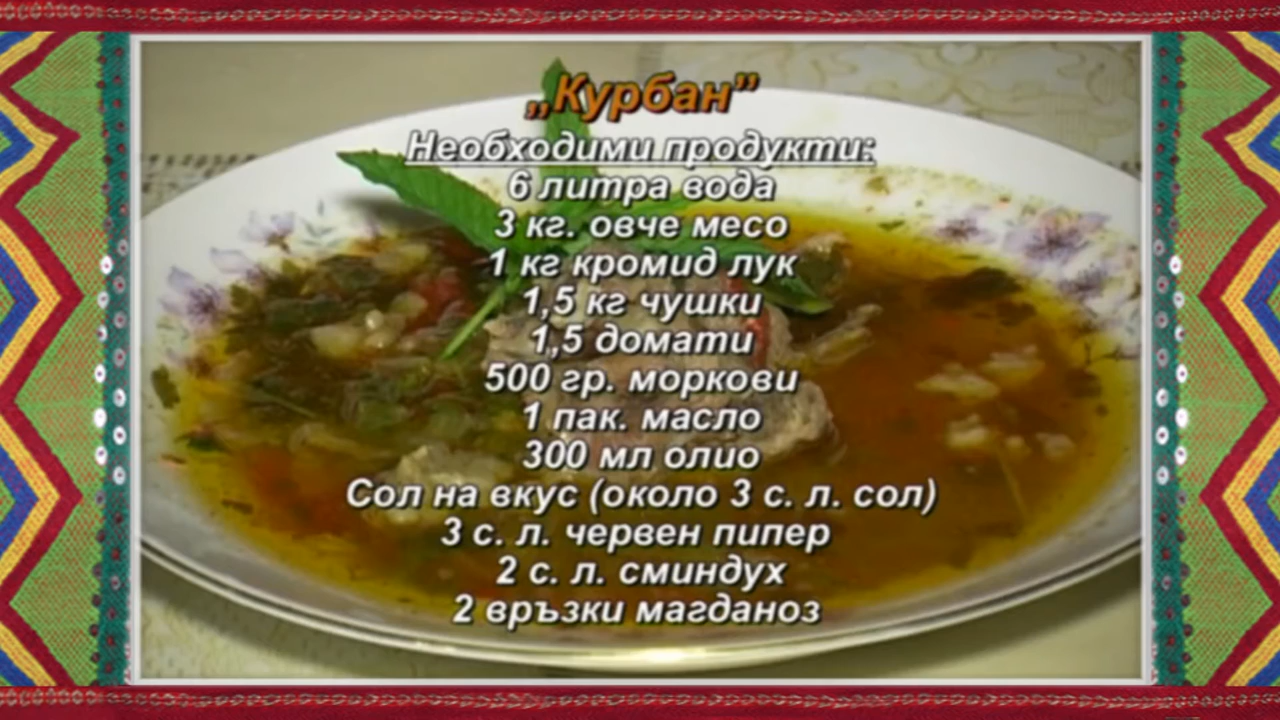 „Курбан”
Необходими продукти:
6 литра вода
3 кг. овче месо
1 кг кромид лук
1,5 кг чушки
1,5 домати
500 гр. моркови
1 пак. масло
300 мл олио
Сол на вкус (около 3 с. л. сол)
3 с. л. червен пипер
2 с. л. сминдух
2 връзки магданоз